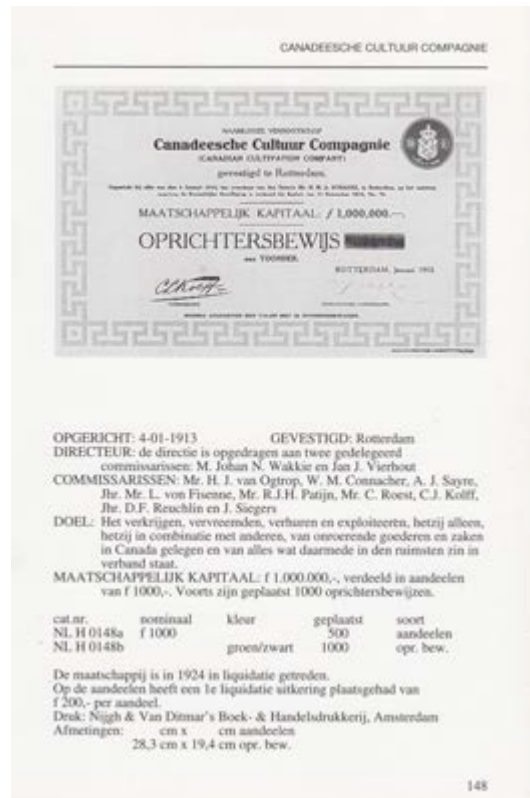 CANADEESCHE CULTUUR COMPAGNIE
NAAMLOOZE VENNOOTSCHAP
Canadeesche Cultuur Compagnie
(CANADIAN CULTIVATION COMPANY)
gevestigd te Rotterdam.
MAATSCHAPPELIJK KAPITAAL: ƒ 1,000,000.—.
OPRICHTERSBEWIJS
aan TOONDER.
ROTTERDAM, Januari 1913.
OPGERICHT: 4-01-1913 GEVESTIGD: Rotterdam
DIRECTEUR: de directie is opgedragen aan twee gedelegeerd
commissarissen: M. Johan N. Wakkie en Jan J. Vierhout
COMMISSARISSEN: Mr. H. J. van Ogtrop, W. M. Connacher, A. J. Sayre,
Jhr. Mr. L. von Fisenne, Mr. R.J.H. Patijn, Mr. C. Roest, C.J. Kolff,
Jhr. D.F. Reuchlin en J. Siegers
DOEL: Het verkrijgen, vervreemden, verhuren en exploiteeren, hetzij alleen,
hetzij in combinatie met anderen, van onroerende goederen en zaken
in Canada gelegen en van alles wat daarmede in den ruimsten zin in
verband staat.
MAATSCHAPPELIJK KAPITAAL: f 1.000.000,-, verdeeld in aandeelen
van f 1000,-. Voorts zijn geplaatst 1000 oprichtersbewijzen.
cat.nr. nominaal kleur geplaatst soort
NL H 0148a f 1000 500 aandeelen
NL H 0148b groen/zwart 1000 opr. bew.
De maatschappij is in 1924 in liquidatie getreden.
Op de aandelen heeft een 1e liquidatie uitkering plaatsgehad van
f 200,- per aandeel.
Druk: Nijgh & Van Ditmar's Boek- & Handelsdrukkerij, Amsterdam
Afmetingen: cm x cm aandelen
28,3 cm x 19,4 cm opr. bew.
148